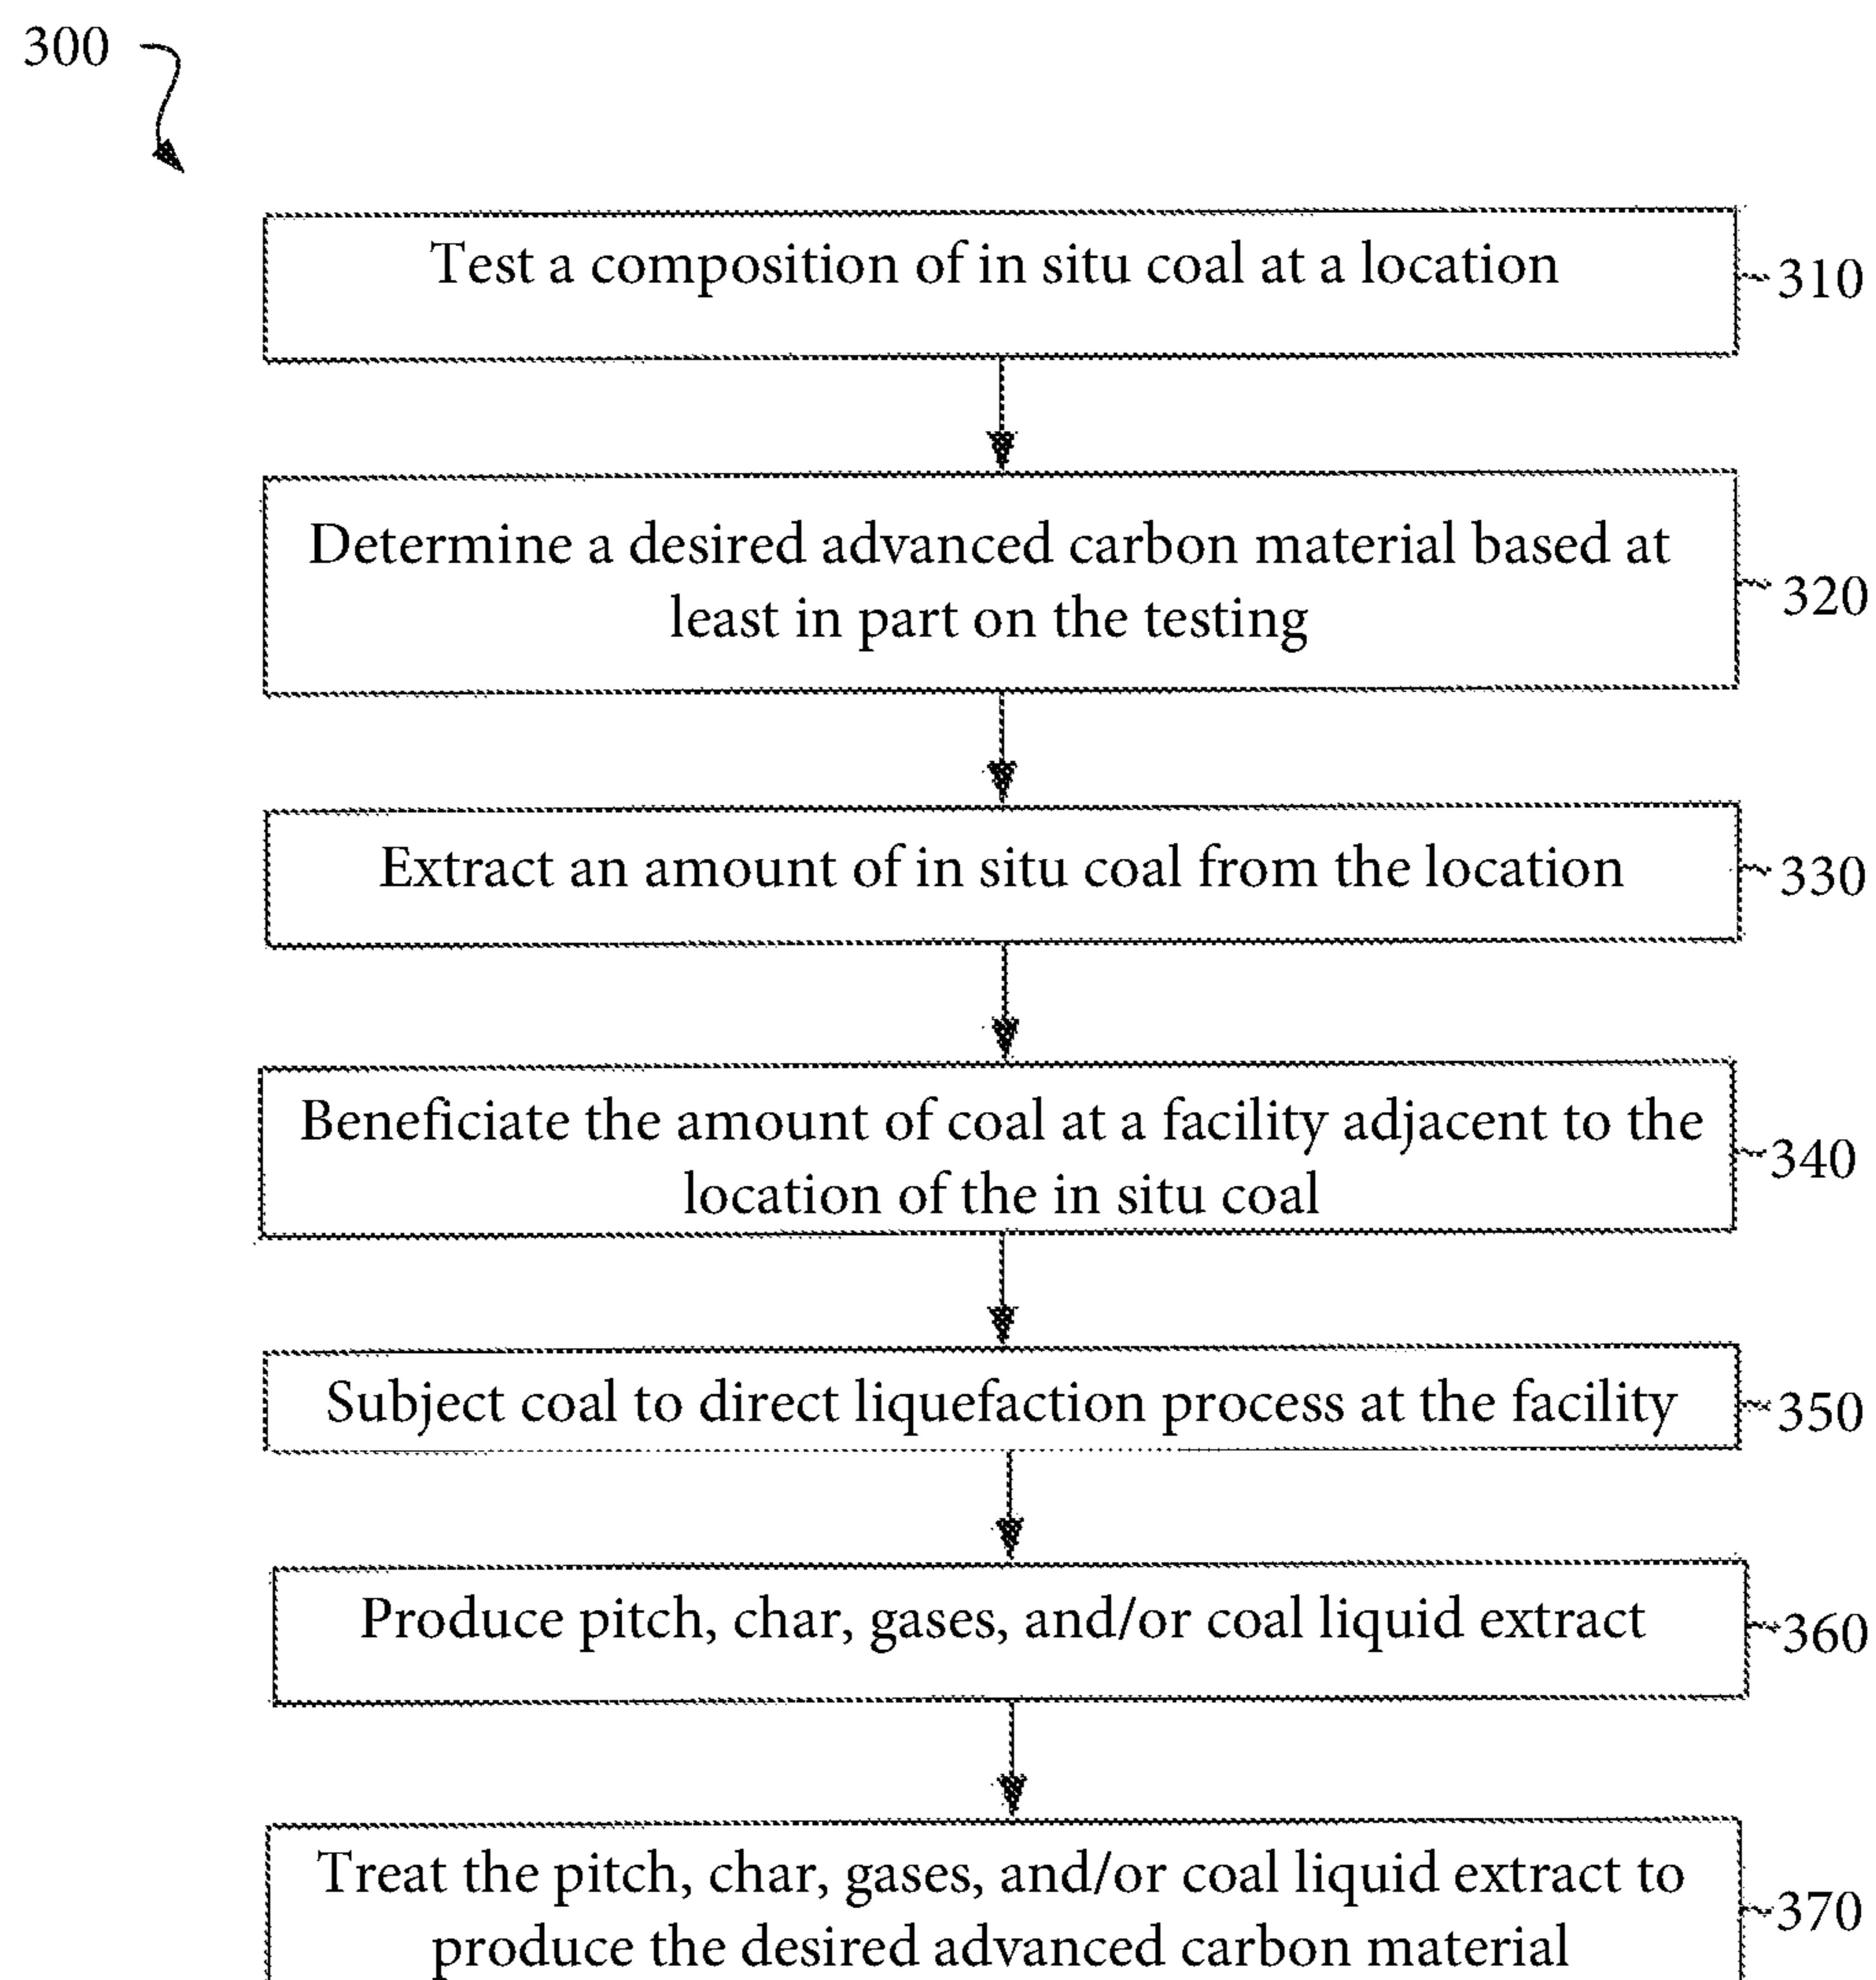 300
Test a composition of in situ coal at a location
310
Determine a desired advanced carbon material based at
least in part on the testing
320
Extract an amount of in situ coal from the location
330
Beneficiate the amount of coal at a facility adjacent to the
location of the in situ coal
340
Subject coal to direct liquefaction process at the facility
350
Produce pitch, char, gases, and/or coal liquid extract
360
Treat the pitch, char, gases, and/or coal liquid extract to
produce the desired advanced carbon material
370